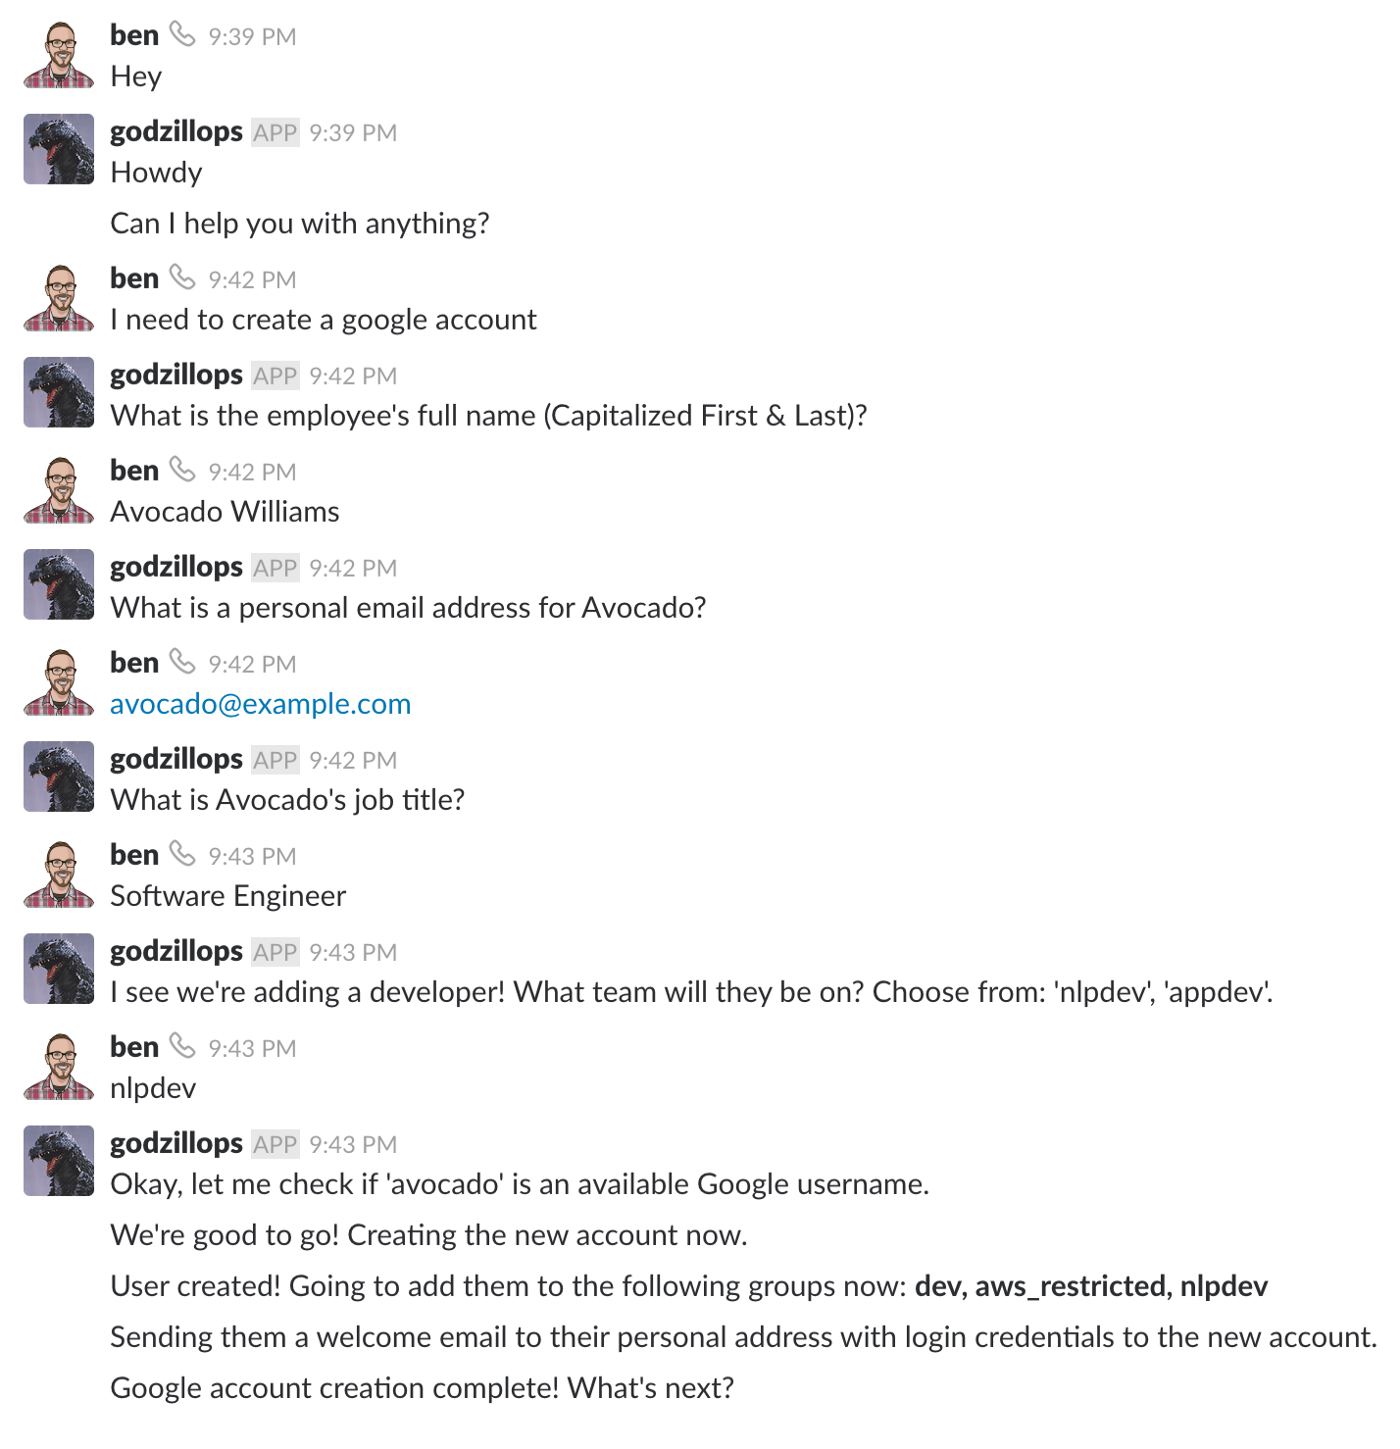 ben 9:39 PM
Hey
godzillops APP 9:39 PM
Howdy
Can I help you with anything?
ben 9:42 PM
I need to create a google account
godzillops APP 9:42 PM
What is the employee's full name (Capitalized First & Last)?
ben 9:42 PM
Avocado Williams
godzillops APP 9:42 PM
What is a personal email address for Avocado?
ben 9:42 PM
avocado@example.com
godzillops APP 9:42 PM
What is Avocado's job title?
ben 9:43 PM
Software Engineer
godzillops APP 9:43 PM
I see we're adding a developer! What team will they be on? Choose from: 'nlpdev', 'appdev'.
ben 9:43 PM
nlpdev
godzillops APP 9:43 PM
Okay, let me check if 'avocado' is an available Google username.
We're good to go! Creating the new account now.
User created! Going to add them to the following groups now: dev, aws_restricted, nlpdev
Sending them a welcome email to their personal address with login credentials to the new account.
Google account creation complete! What's next?